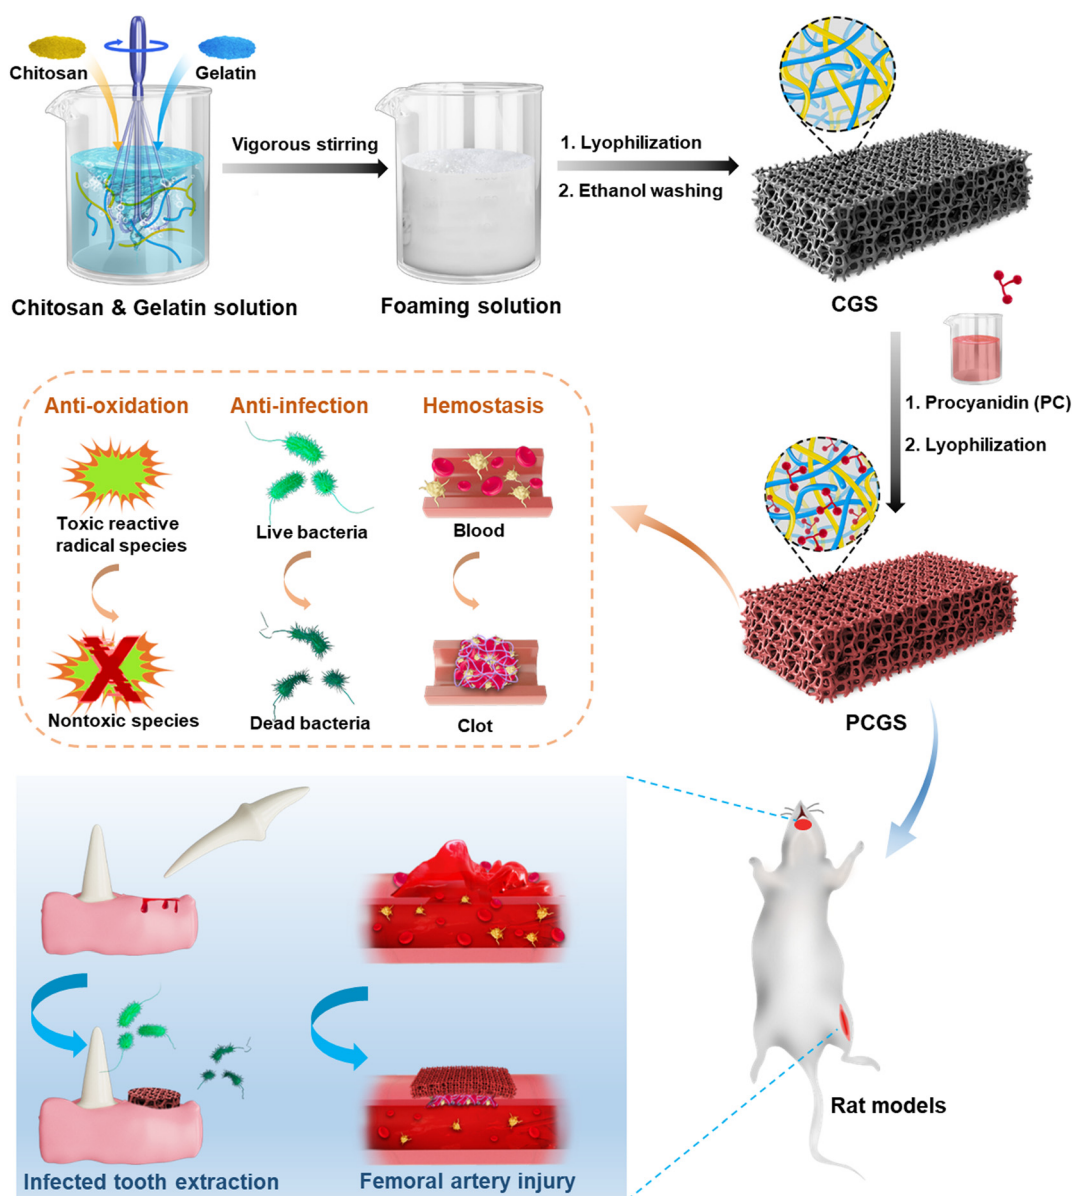 Chitosan
Gelatin
Vigorous stirring
1. Lyophilization
2. Ethanol washing
Chitosan & Gelatin solution
Foaming solution
CGS
1. Procyanidin (PC)
2. Lyophilization
Anti-oxidation
Anti-infection
Hemostasis
Toxic reactive
radical species
Live bacteria
Blood
Nontoxic species
Dead bacteria
Clot
PCGS
Rat models
Infected tooth extraction
Femoral artery injury